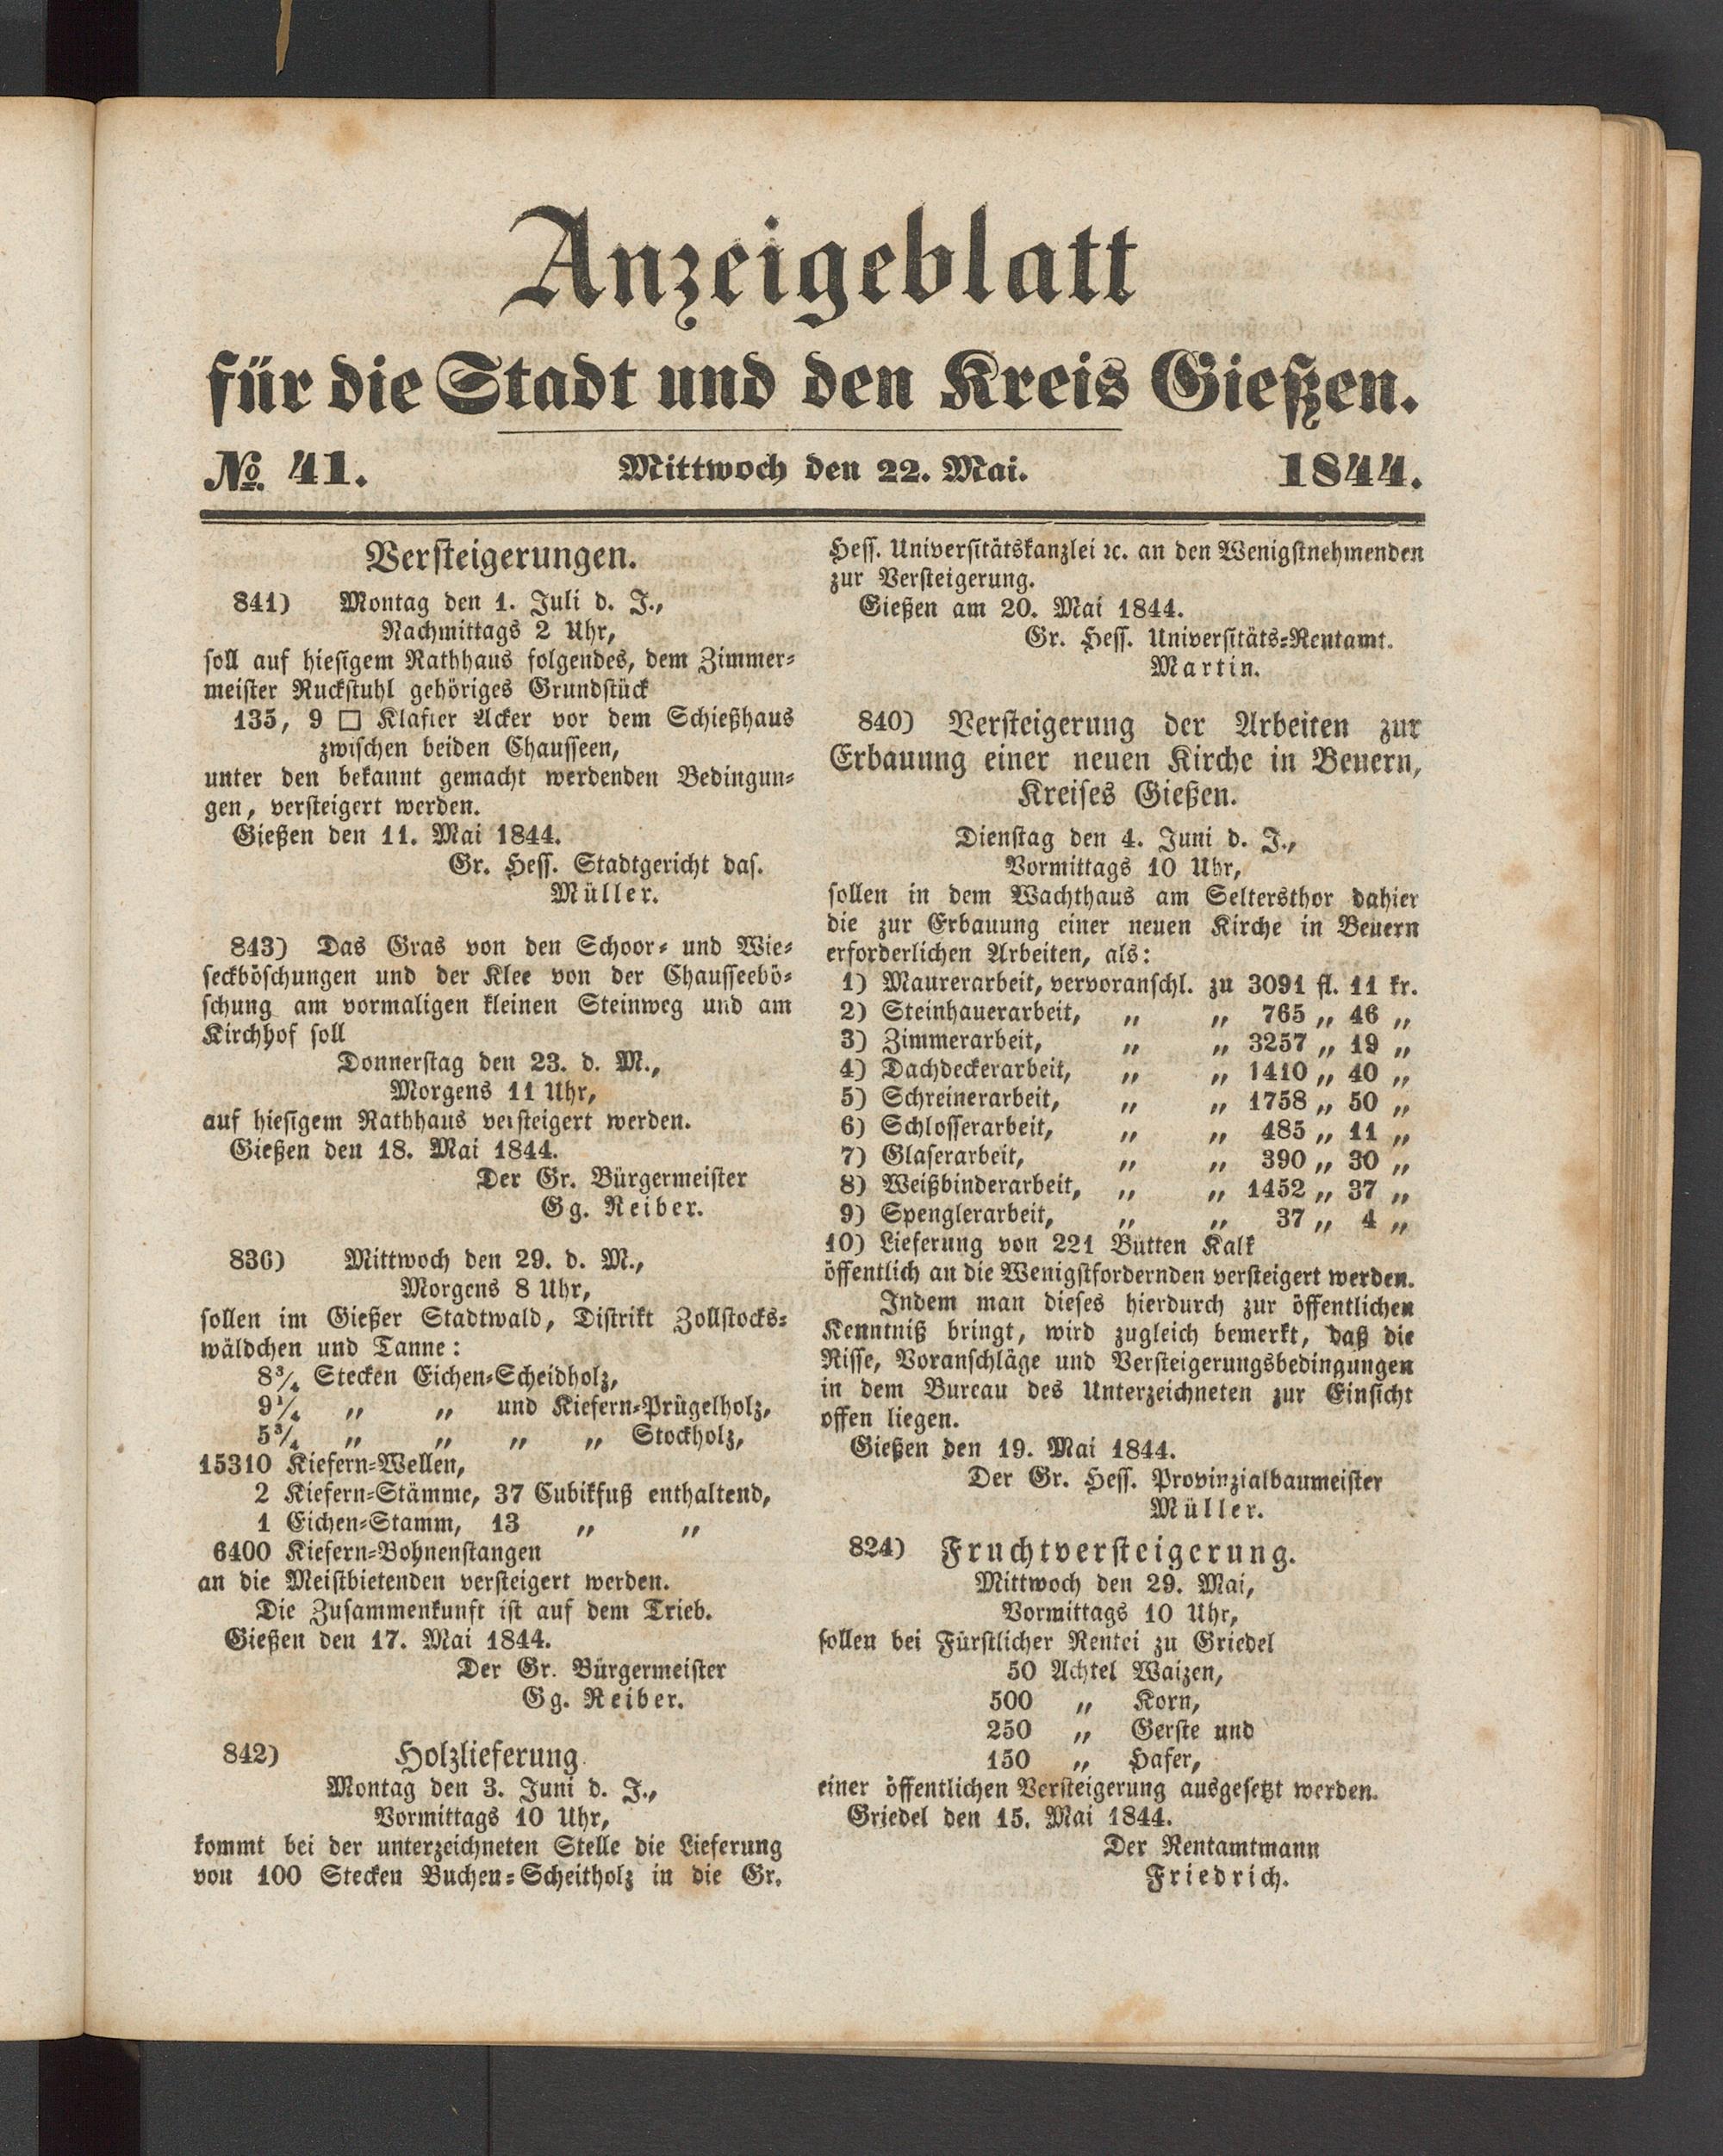 Anzeigeblatt
für die Stadt und den Kreis Gießen.
No. 41.
Mittwoch den 22. Mai.
1844.
Versteigerungen.
841) Montag den 1. Juli d. J.,
Nachmittags 2 Uhr,
soll auf hiesigem Rathhaus folgendes, dem Zimmer-
meister Ruckstuhl gehöriges Grundstück
135, 9 □ Klafter Acker vor dem Schießhaus
zwischen beiden Chausseen,
unter den bekannt gemacht werdenden Bedingun-
gen, versteigert werden.
Gießen den 11. Mai 1844.
Gr. Hess. Stadtgericht das.
Müller.
843) Das Gras von den Schoor- und Wie-
seckböschungen und der Klee von der Chausseebö-
schung am vormaligen kleinen Steinweg und am
Kirchhof soll
Donnerstag den 23. d. M.,
Morgens 11 Uhr,
auf hiesigem Rathhaus versteigert werden.
Gießen den 18. Mai 1844.
Der Gr. Bürgermeister
Gg. Reiber.
836) Mittwoch den 29. d. M.,
Morgens 8 Uhr,
sollen im Gießer Stadtwald, Distrikt Zollstocks-
wäldchen und Tanne:
8¾ Stecken Eichen-Scheidholz,
9¼ „ „ und Kiefern-Prügelholz,
5¾ „ „ „ „ Stockholz,
15310 Kiefern-Wellen,
2 Kiefern-Stämme, 37 Cubikfuß enthaltend,
1 Eichen-Stamm, 13 „ „
6400 Kiefern-Bohnenstangen
an die Meistbietenden versteigert werden.
Die Zusammenkunft ist auf dem Trieb.
Gießen den 17. Mai 1844.
Der Gr. Bürgermeister
Gg. Reiber.
842) Holzlieferung.
Montag den 3. Juni d. J.,
Vormittags 10 Uhr,
kommt bei der unterzeichneten Stelle die Lieferung
von 100 Stecken Buchen-Scheitholz in die Gr.
Hess. Universitätskanzlei ꝛc. an den Wenigstnehmenden
zur Versteigerung.
Gießen am 20. Mai 1844.
Gr. Hess. Universitäts-Rentamt.
Martin.
840) Versteigerung der Arbeiten zur
Erbauung einer neuen Kirche in Beuern,
Kreises Gießen.
Dienstag den 4. Juni d. J.,
Vormittags 10 Uhr,
sollen in dem Wachthaus am Seltersthor dahier
die zur Erbauung einer neuen Kirche in Beuern
erforderlichen Arbeiten, als:
1) Maurerarbeit, vervoranschl. zu 3091 fl. 11 kr.
2) Steinhauerarbeit, „ „ 765 „ 46 „
3) Zimmerarbeit, „ „ 3257 „ 19 „
4) Dachdeckerarbeit, „ „ 1410 „ 40 „
5) Schreinerarbeit, „ „ 1758 „ 50 „
6) Schlosserarbeit, „ „ 485 „ 11 „
7) Glaserarbeit, „ „ 390 „ 30 „
8) Weißbinderarbeit, „ „ 1452 „ 37 „
9) Spenglerarbeit, „ „ 37 „ 4 „
10) Lieferung von 221 Bütten Kalk
öffentlich an die Wenigstfordernden versteigert werden.
Indem man dieses hierdurch zur öffentlichen
Kenntniß bringt, wird zugleich bemerkt, daß die
Risse, Voranschläge und Versteigerungsbedingungen
in dem Bureau des Unterzeichneten zur Einsicht
offen liegen.
Gießen den 19. Mai 1844.
Der Gr. Hess. Provinzialbaumeister
Müller.
824) Fruchtversteigerung.
Mittwoch den 29. Mai,
Vormittags 10 Uhr,
sollen bei Fürstlicher Rentei zu Griedel
50 Achtel Waizen,
500 „ Korn,
250 „ Gerste und
150 „ Hafer,
einer öffentlichen Versteigerung ausgesetzt werden.
Griedel den 15. Mai 1844.
Der Rentamtmann
Friedrich.